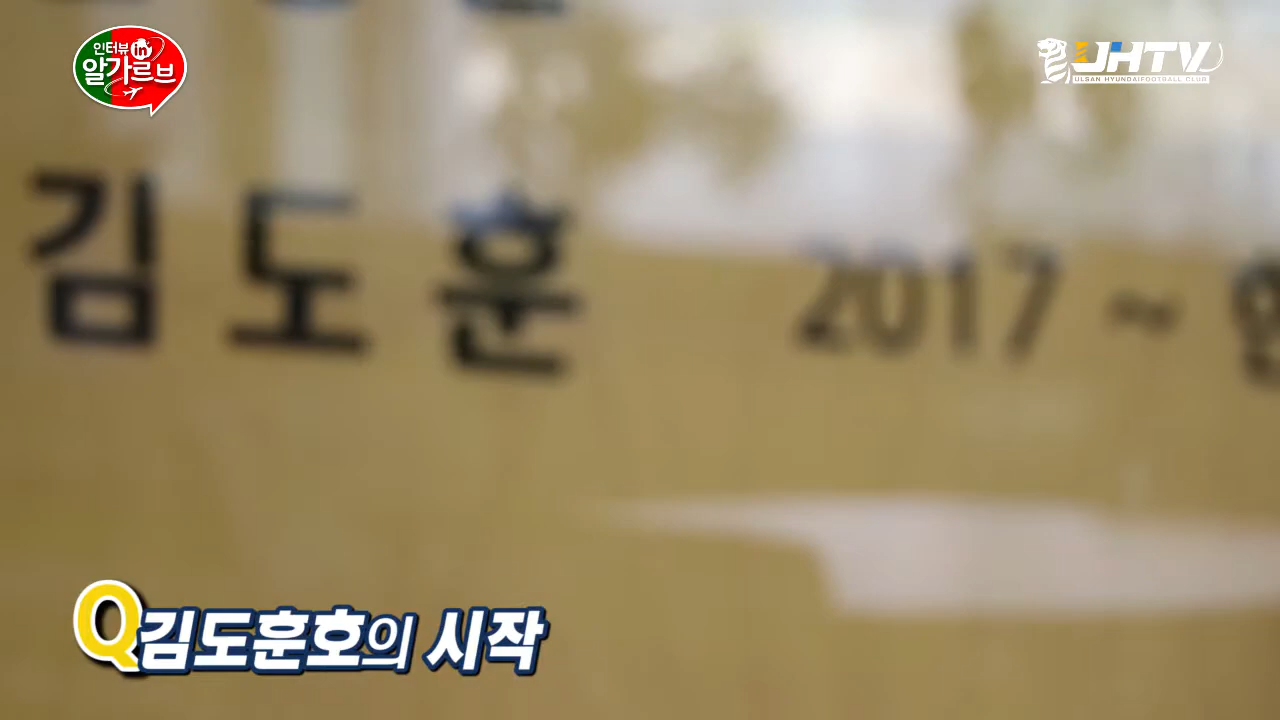 인터뷰 in
알가르브
UHTV
ULSAN HYUNDAI FOOTBALL CLUB
김도훈 2017 ~
Q 김도훈호의 시작